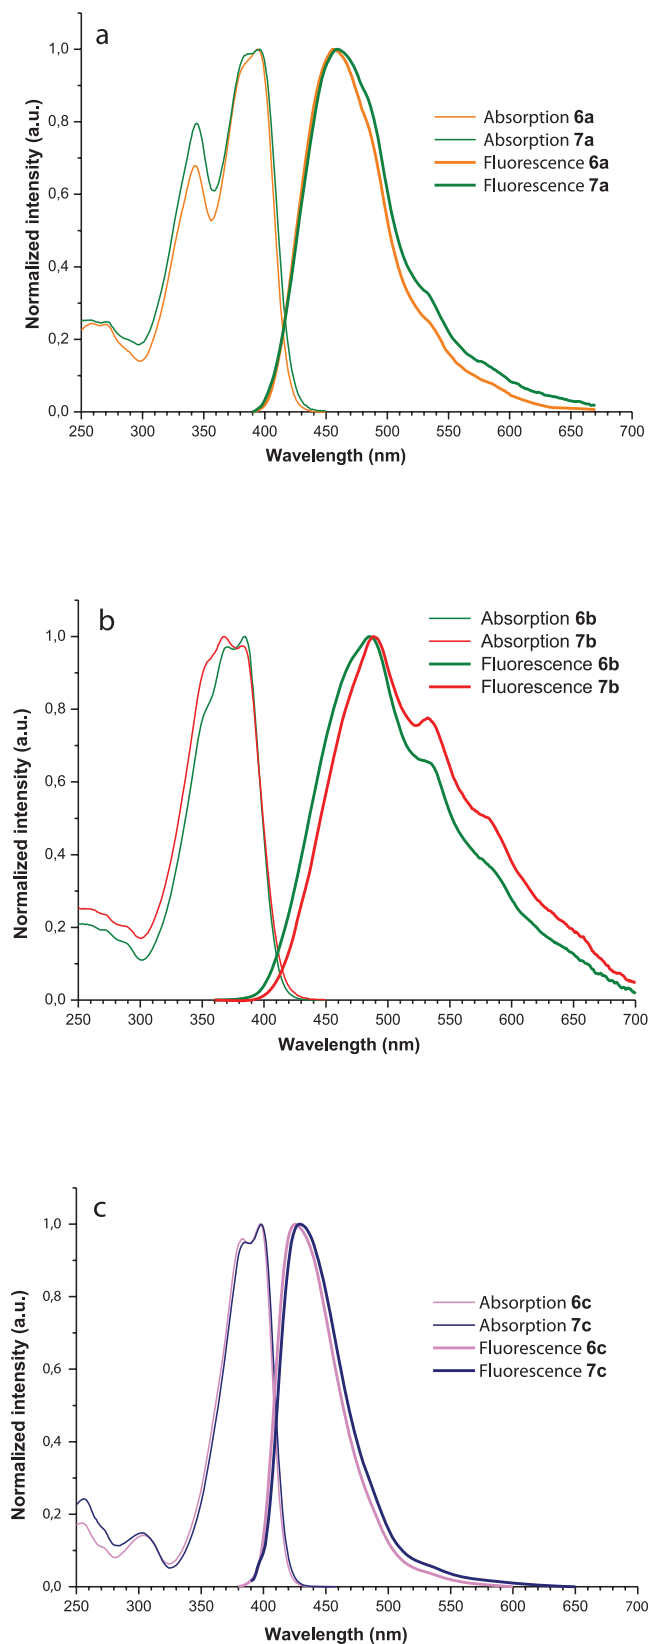 a
1,0
0,8
0,6
0,4
0,2
0,0
Normalized intensity (a.u.)
Absorption 6a
Absorption 7a
Fluorescence 6a
Fluorescence 7a
250 300 350 400 450 500 550 600 650 700
Wavelength (nm)
b
1,0
0,8
0,6
0,4
0,2
0,0
Normalized intensity (a.u.)
Absorption 6b
Absorption 7b
Fluorescence 6b
Fluorescence 7b
250 300 350 400 450 500 550 600 650 700
Wavelength (nm)
c
1,0
0,8
0,6
0,4
0,2
0,0
Normalized intensity (a.u.)
Absorption 6c
Absorption 7c
Fluorescence 6c
Fluorescence 7c
250 300 350 400 450 500 550 600 650 700
Wavelength (nm)